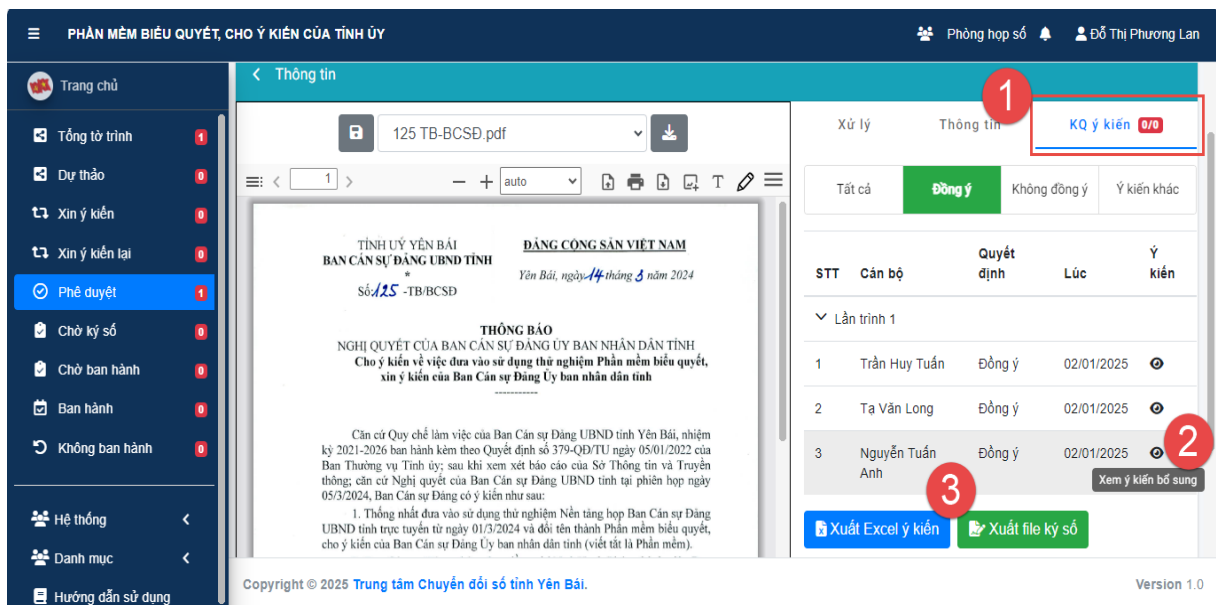 PHẦN MỀM BIỂU QUYẾT, CHO Ý KIẾN CỦA TỈNH ỦY
Phòng họp số
Đỗ Thị Phương Lan
Trang chủ
Tổng tờ trình 1
Dự thảo 0
Xin ý kiến 0
Xin ý kiến lại 0
Phê duyệt 1
Chờ ký số 0
Chờ ban hành 0
Ban hành 0
Không ban hành 0
Hệ thống
Danh mục
Hướng dẫn sử dụng
Thông tin
125 TB-BCSĐ.pdf
1
auto
TỈNH UỶ YÊN BÁI
BAN CÁN SỰ ĐẢNG UBND TỈNH
*
Số:125 -TB/BCSĐ
ĐẢNG CỘNG SẢN VIỆT NAM
Yên Bái, ngày 14 tháng 3 năm 2024
THÔNG BÁO
NGHỊ QUYẾT CỦA BAN CÁN SỰ ĐẢNG ỦY BAN NHÂN DÂN TỈNH
Cho ý kiến về việc đưa vào sử dụng thử nghiệm Phần mềm biểu quyết,
xin ý kiến của Ban Cán sự Đảng Ủy ban nhân dân tỉnh
-----------
Căn cứ Quy chế làm việc của Ban Cán sự Đảng UBND tỉnh Yên Bái, nhiệm
kỳ 2021-2026 ban hành kèm theo Quyết định số 379-QĐ/TU ngày 05/01/2022 của
Ban Thường vụ Tỉnh ủy; sau khi xem xét báo cáo của Sở Thông tin và Truyền
thông; căn cứ Nghị quyết của Ban Cán sự Đảng UBND tỉnh tại phiên họp ngày
05/3/2024, Ban Cán sự Đảng có ý kiến như sau:
1. Thống nhất đưa vào sử dụng thử nghiệm Nền tảng họp Ban Cán sự Đảng
UBND tỉnh trực tuyến từ ngày 01/3/2024 và đổi tên thành Phần mềm biểu quyết,
cho ý kiến của Ban Cán sự Đảng Ủy ban nhân dân tỉnh (viết tắt là Phần mềm).
1
Xử lý
Thông tin
KQ ý kiến 0/0
Tất cả
Đồng ý
Không đồng ý
Ý kiến khác
STT Cán bộ Quyết định Lúc Ý kiến
Lần trình 1
1 Trần Huy Tuấn Đồng ý 02/01/2025
2 Tạ Văn Long Đồng ý 02/01/2025
3 Nguyễn Tuấn Anh Đồng ý 02/01/2025
2
Xem ý kiến bổ sung
3
Xuất Excel ý kiến
Xuất file ký số
Copyright © 2025 Trung tâm Chuyển đổi số tỉnh Yên Bái.
Version 1.0